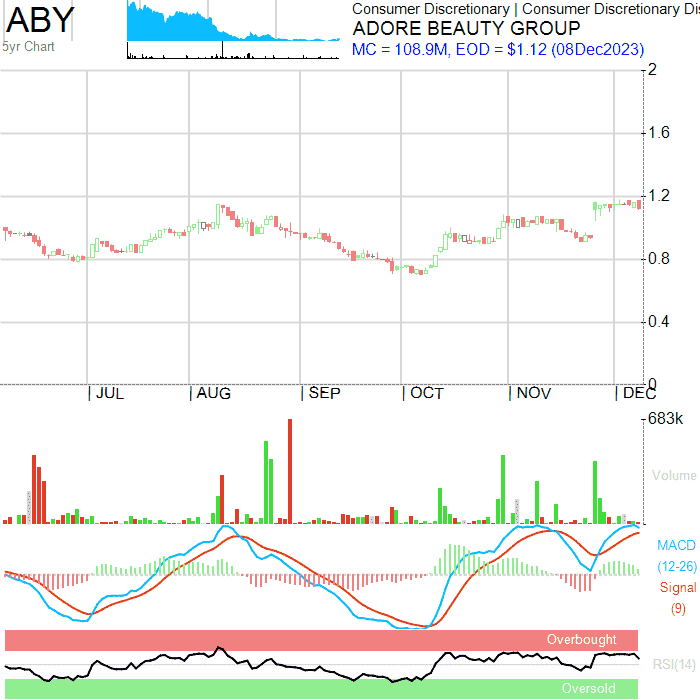 ABY
5yr Chart
Consumer Discretionary | Consumer Discretionary Dis
ADORE BEAUTY GROUP
MC = 108.9M, EOD = $1.12 (08Dec2023)
2
1.6
1.2
0.8
0.4
0
| JUL | AUG | SEP | OCT | NOV | DEC
683k
Volume
MACD
(12-26)
Signal
(9)
Overbought
RSI(14)
Oversold